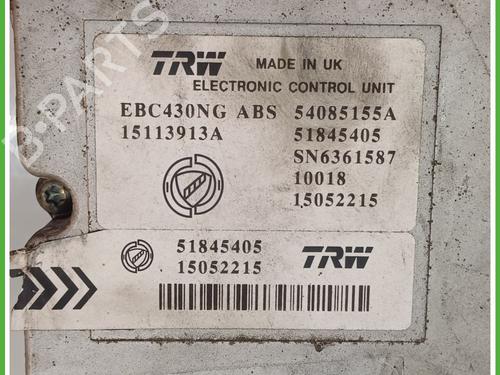 B-PARTS
TRW MADE IN UK
ELECTRONIC CONTROL UNIT
EBC430NG ABS 54085155A
15113913A 51845405
SN6361587
10018
15052215
51845405 TRW
15052215